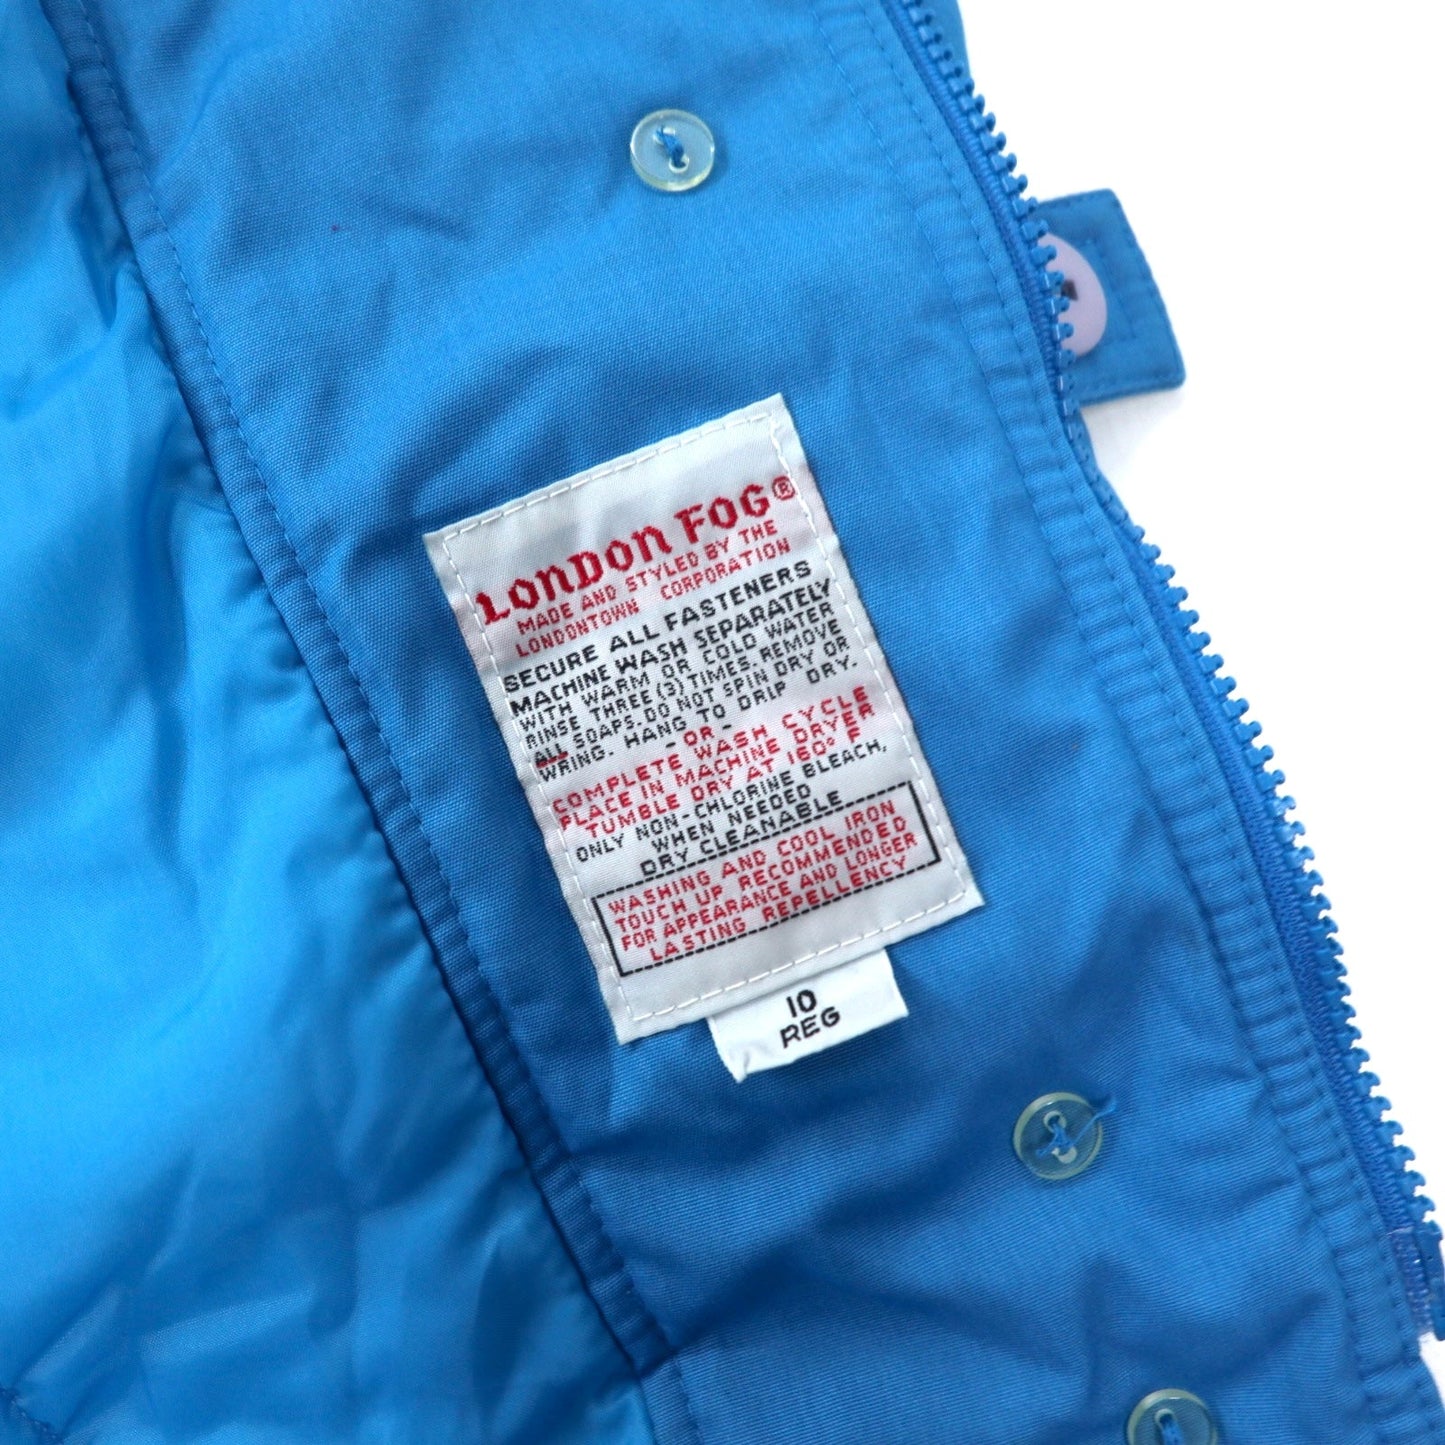 LONDON FOG®
MADE AND STYLED BY THE
LONDONTOWN CORPORATION
SECURE ALL FASTENERS
MACHINE WASH SEPARATELY
WITH WARM OR COLD WATER
RINSE THREE (3) TIMES. REMOVE
ALL SOAPS. DO NOT SPIN DRY OR
WRING. HANG TO DRIP DRY.
- OR -
COMPLETE WASH CYCLE
PLACE IN MACHINE DRYER
TUMBLE DRY AT 160° F
ONLY NON-CHLORINE BLEACH,
WHEN NEEDED
DRY CLEANABLE
WASHING AND COOL IRON
TOUCH UP RECOMMENDED
FOR APPEARANCE AND LONGER
LASTING REPELLENCY
10
REG